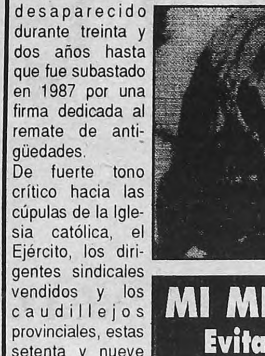 desaparecido
durante treinta y
dos años hasta
que fue subastado
en 1987 por una
firma dedicada al
remate de anti-
güedades.
De fuerte tono
crítico hacia las
cúpulas de la Igle-
sia católica, el
Ejército, los diri-
gentes sindicales
vendidos y los
caudillejos
provinciales, estas
setenta y nueve
MI
Evita